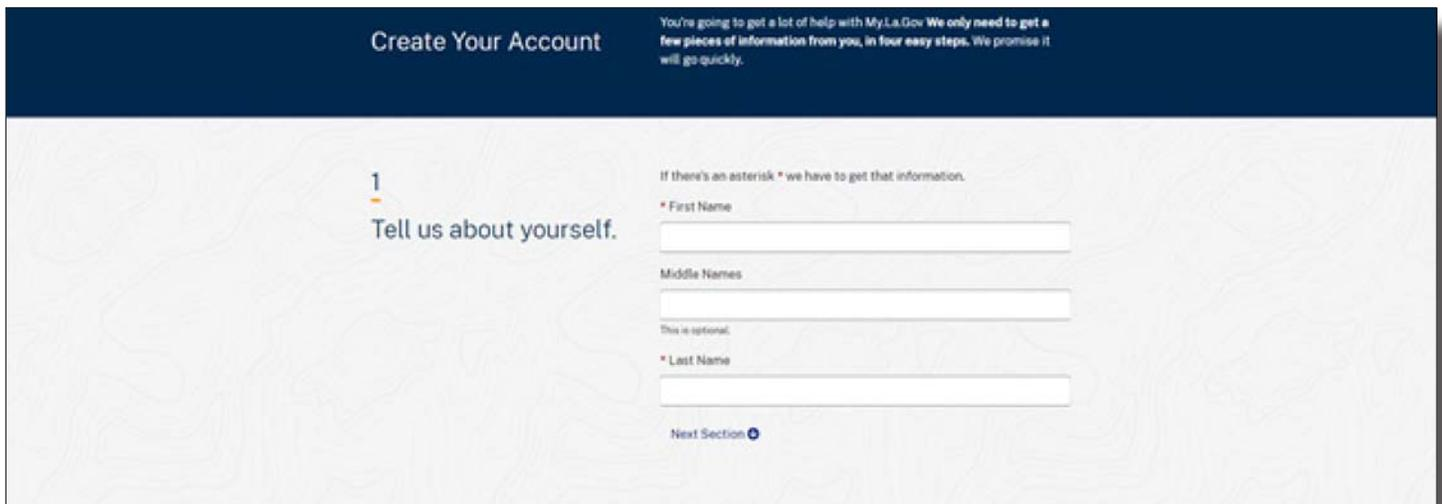 Create Your Account
You're going to get a lot of help with My.La.Gov We only need to get a
few pieces of information from you, in four easy steps. We promise it
will go quickly.
1
Tell us about yourself.
If there's an asterisk * we have to get that information.
* First Name
Middle Names
This is optional.
* Last Name
Next Section